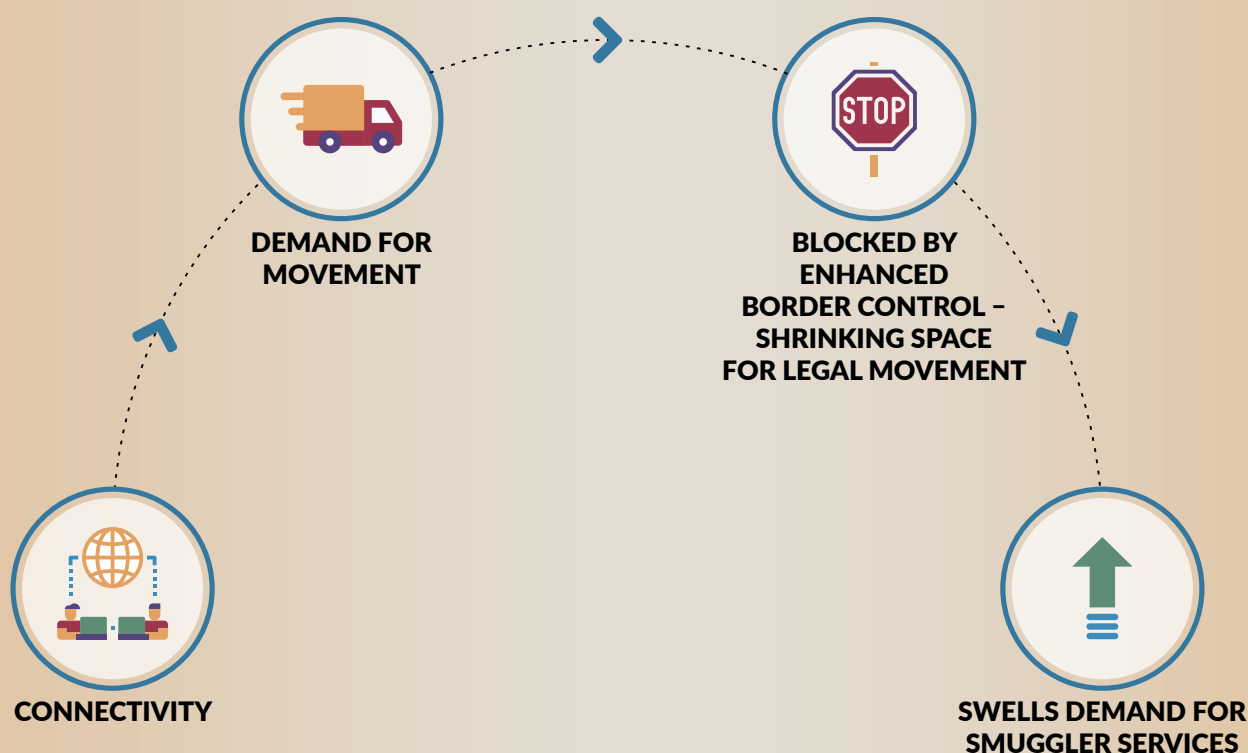 STOP
DEMAND FOR
MOVEMENT
BLOCKED BY
ENHANCED
BORDER CONTROL –
SHRINKING SPACE
FOR LEGAL MOVEMENT
CONNECTIVITY
SWELLS DEMAND FOR
SMUGGLER SERVICES